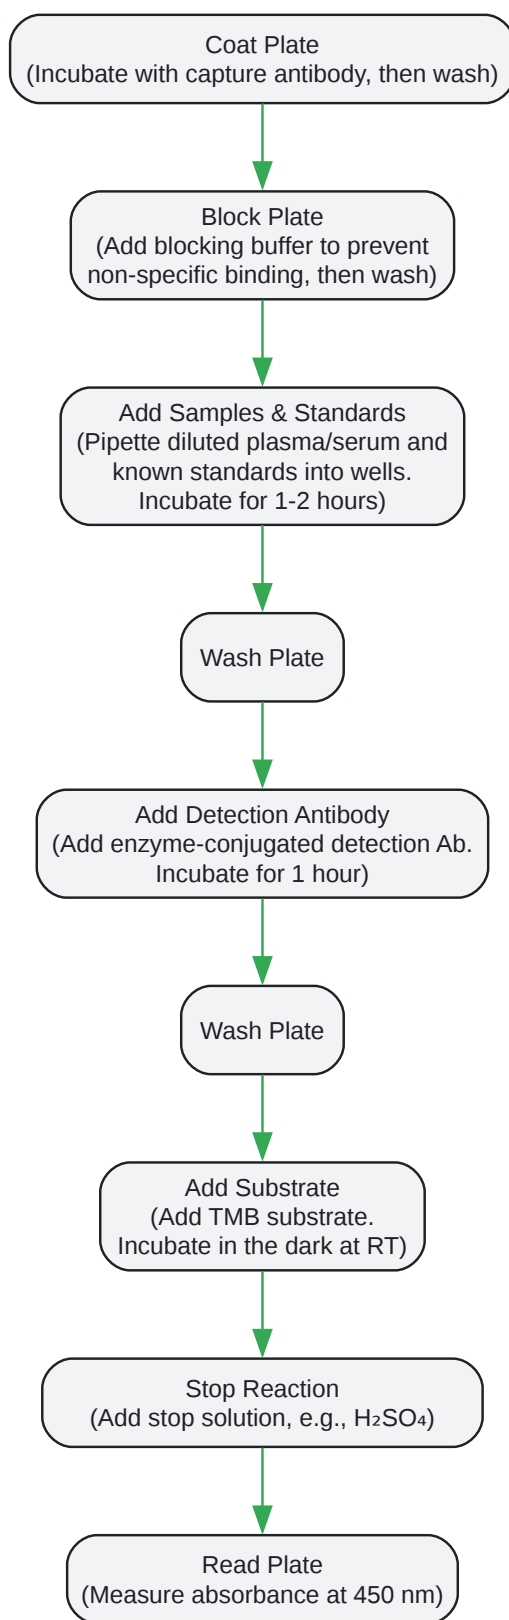 Coat Plate
(Incubate with capture antibody, then wash)
Block Plate
(Add blocking buffer to prevent
non-specific binding, then wash)
Add Samples & Standards
(Pipette diluted plasma/serum and
known standards into wells.
Incubate for 1-2 hours)
Wash Plate
Add Detection Antibody
(Add enzyme-conjugated detection Ab.
Incubate for 1 hour)
Wash Plate
Add Substrate
(Add TMB substrate.
Incubate in the dark at RT)
Stop Reaction
(Add stop solution, e.g., H₂SO₄)
Read Plate
(Measure absorbance at 450 nm)